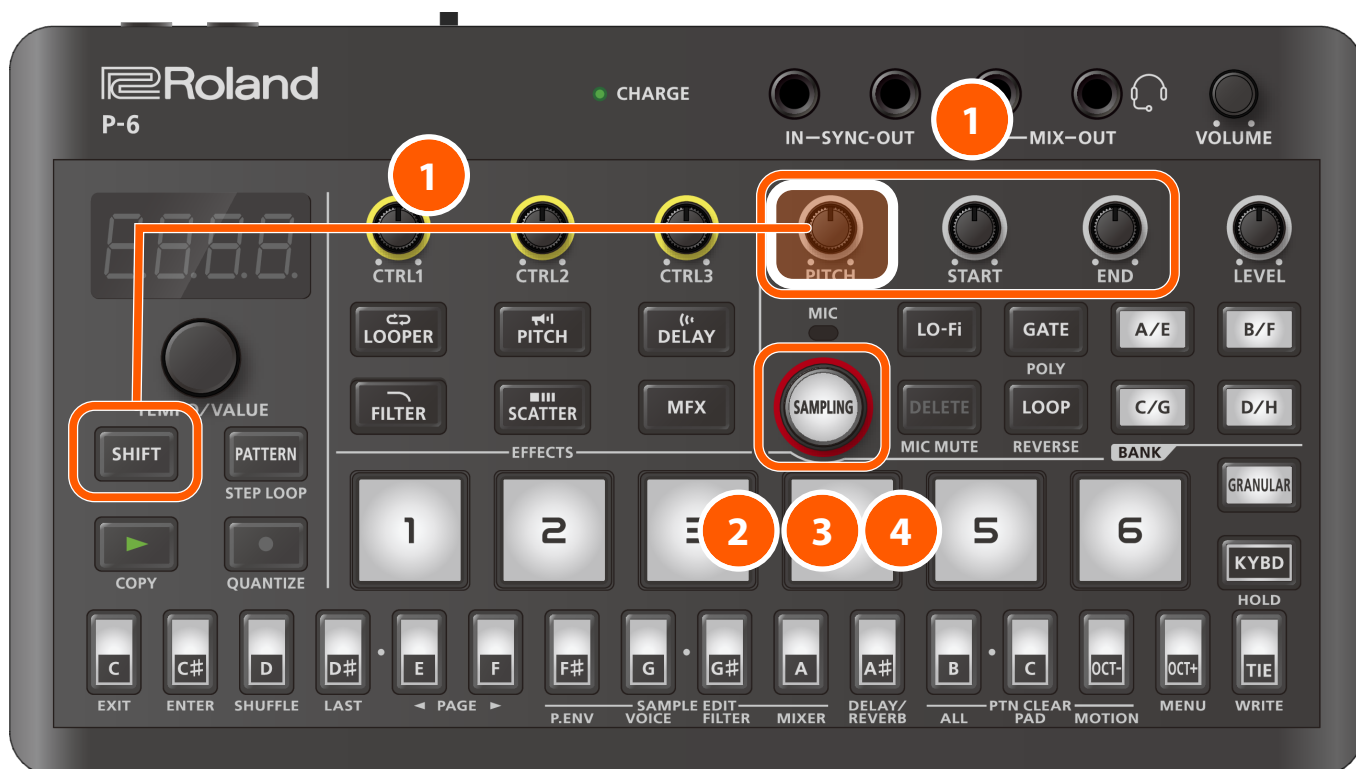 Roland
P-6
CHARGE
IN-SYNC-OUT
1
MIX-OUT
VOLUME
1
8.8.8.8.
CTRL1
CTRL2
CTRL3
PITCH
START
END
LEVEL
LOOPER
PITCH
DELAY
MIC
LO-Fi
GATE
A/E
B/F
POLY
TEMPO/VALUE
FILTER
SCATTER
MFX
SAMPLING
DELETE
LOOP
C/G
D/H
SHIFT
PATTERN
EFFECTS
MIC MUTE
REVERSE
BANK
STEP LOOP
GRANULAR
1
2
3
2
3
4
5
6
COPY
QUANTIZE
KYBD
HOLD
C
C#
D
D#
E
F
F#
G
G#
A
A#
B
C
OCT-
OCT+
TIE
EXIT
ENTER
SHUFFLE
LAST
◄ PAGE ►
SAMPLE EDIT
P.ENV
VOICE
FILTER
MIXER
DELAY/
REVERB
PTN CLEAR
ALL
PAD
MOTION
MENU
WRITE